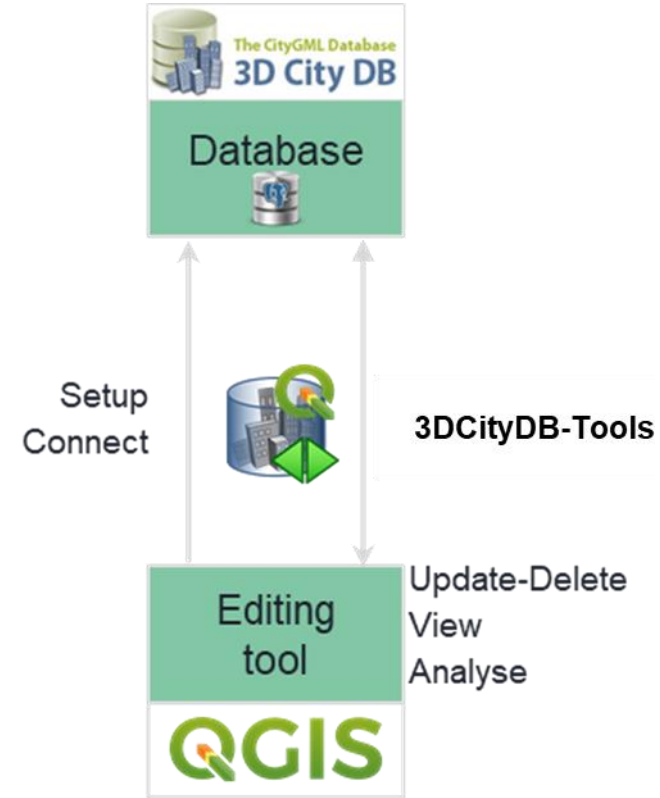 The CityGML Database
3D City DB
Database
Setup
Connect
3DCityDB-Tools
Editing
tool
Update-Delete
View
Analyse
QGIS